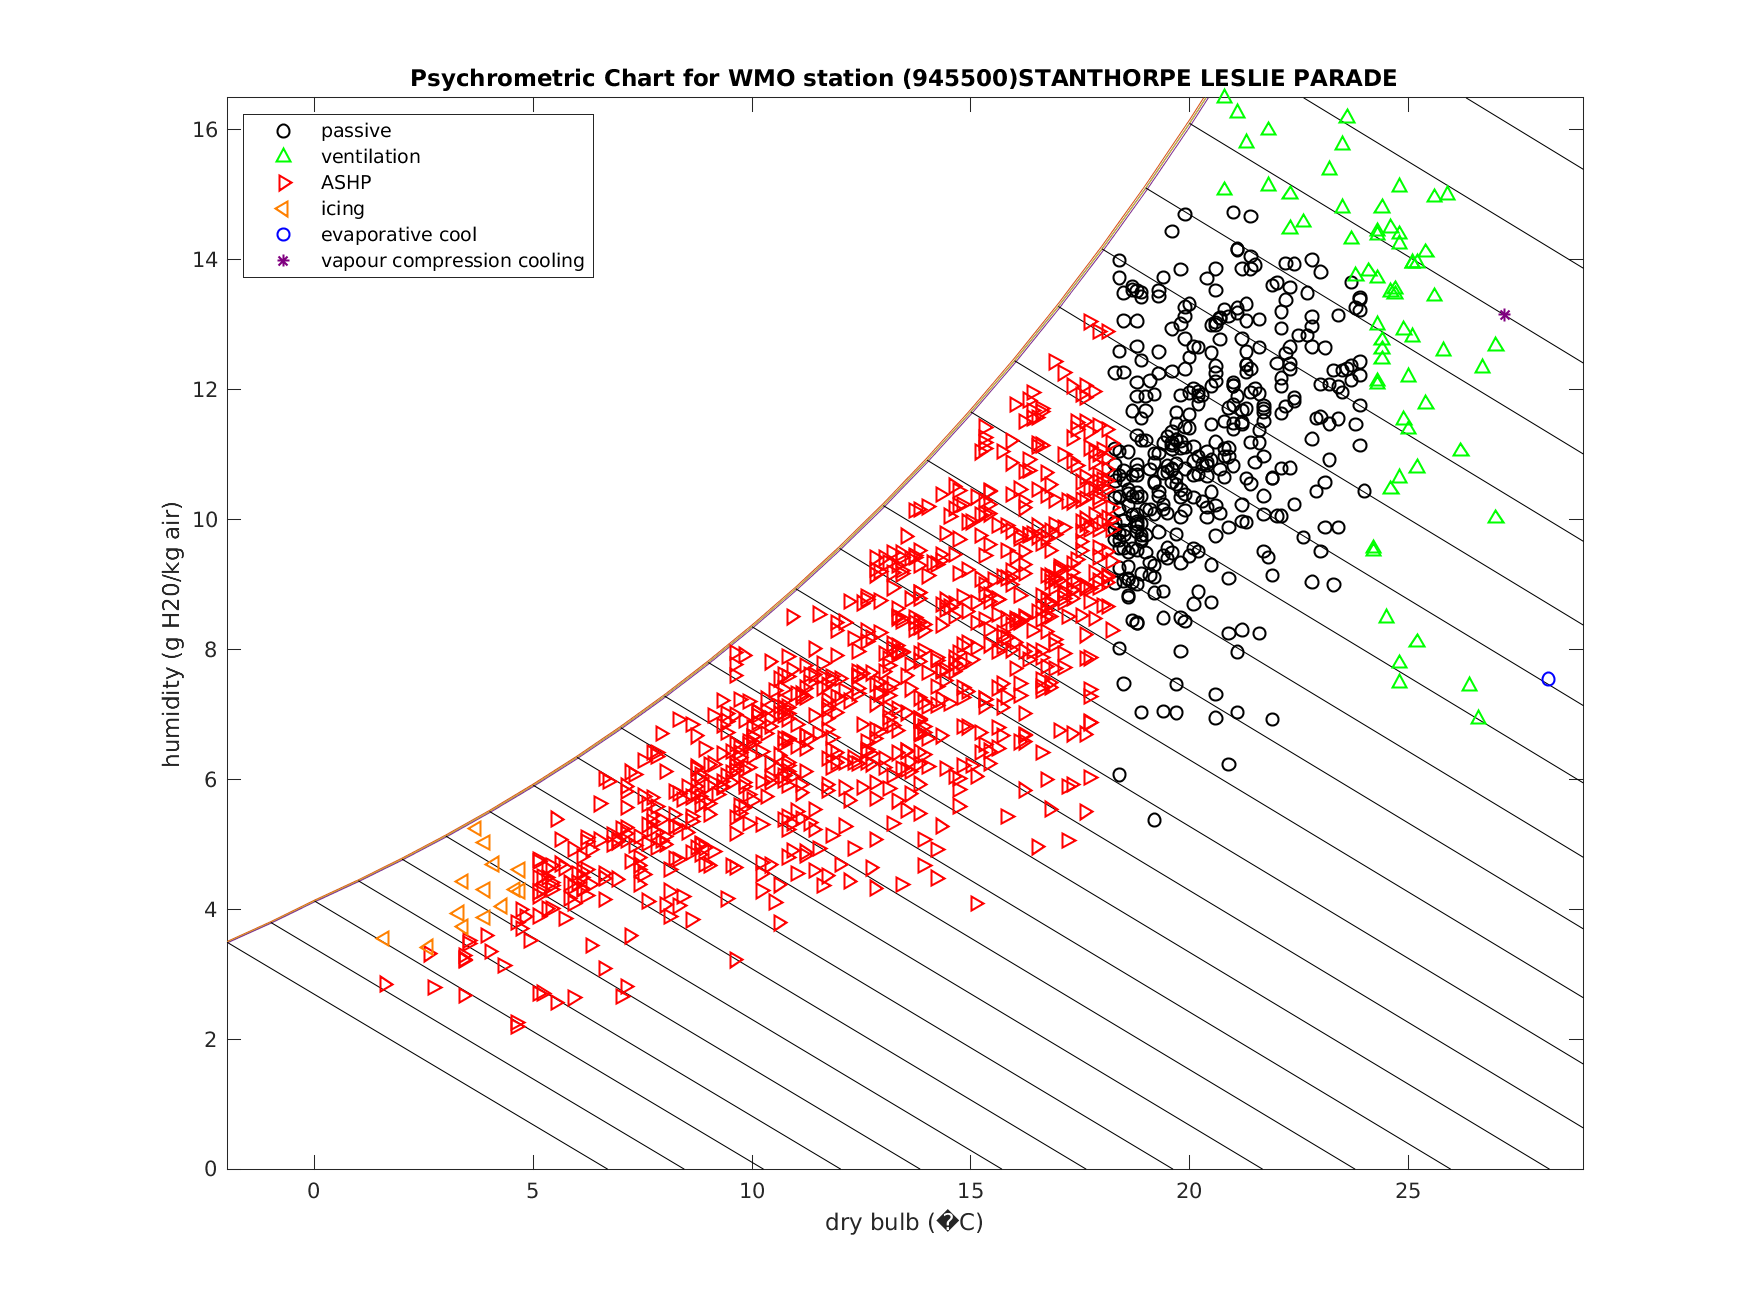 Psychrometric Chart for WMO station (945500)STANTHORPE LESLIE PARADE
passive
ventilation
ASHP
icing
evaporative cool
vapour compression cooling
humidity (g H20/kg air)
16
14
12
10
8
6
4
2
0
0 5 10 15 20 25
dry bulb (�C)